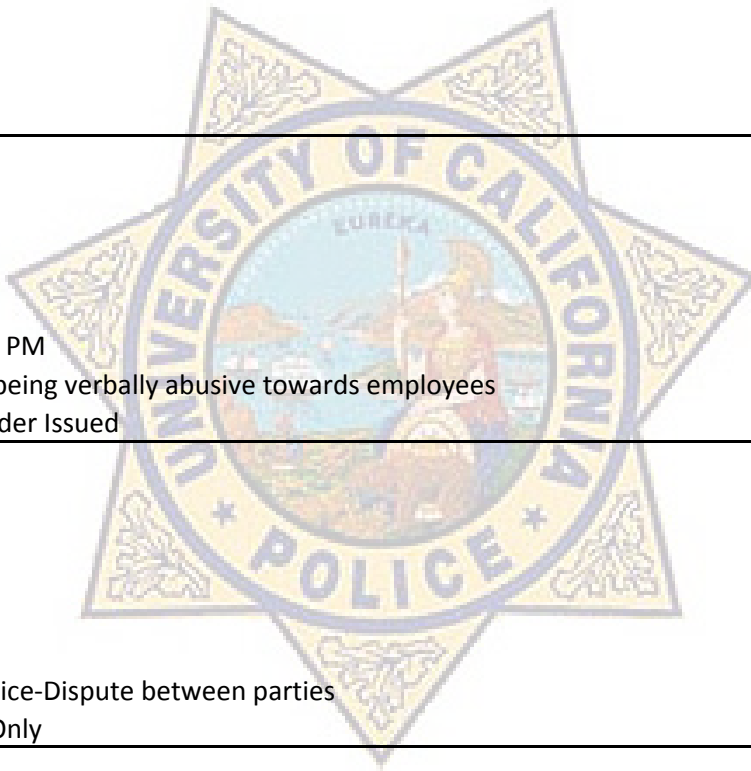 UNIVERSITY OF CALIFORNIA
EUREKA
PM
being verbally abusive towards employees
der Issued
POLICE
ice-Dispute between parties
Only